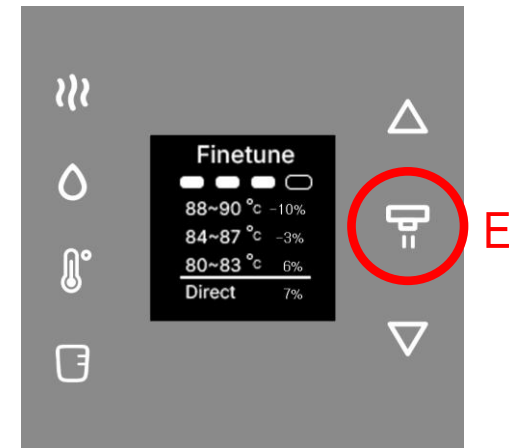 Finetune
88~90 °c -10%
84~87 °c -3%
80~83 °c 6%
Direct 7%
E